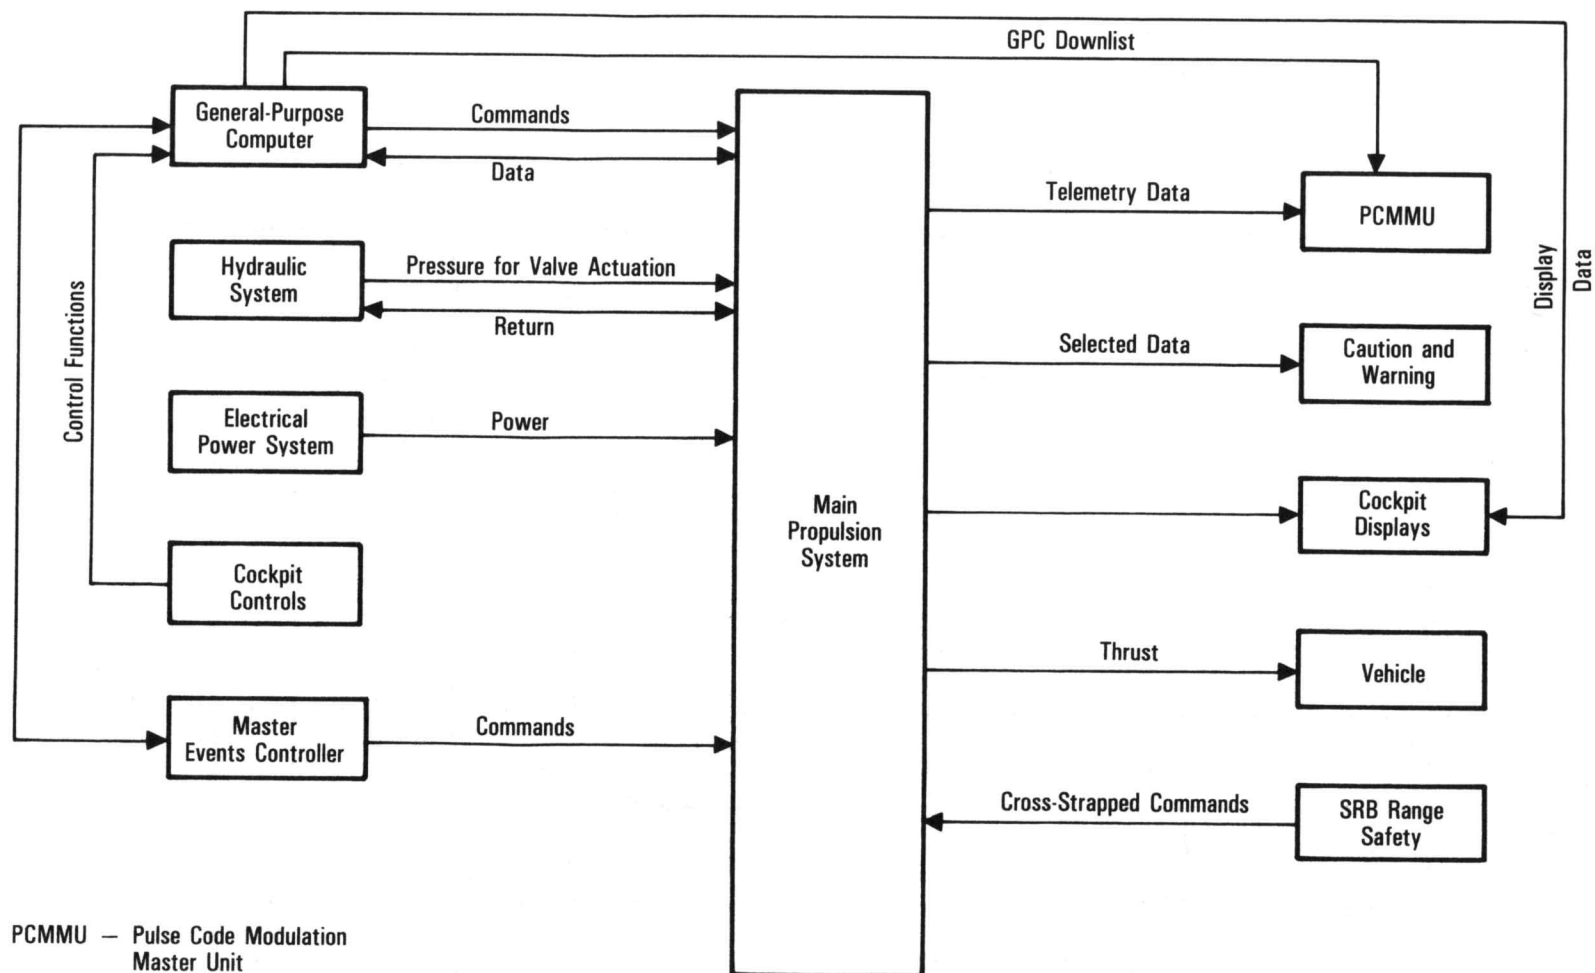 GPC Downlist
General-Purpose
Computer
Commands
Data
Telemetry Data
PCMMU
Display
Data
Hydraulic
System
Pressure for Valve Actuation
Return
Control Functions
Selected Data
Caution and
Warning
Electrical
Power System
Power
Main
Propulsion
System
Cockpit
Displays
Cockpit
Controls
Thrust
Vehicle
Master
Events Controller
Commands
Cross-Strapped Commands
SRB Range
Safety
PCMMU — Pulse Code Modulation
Master Unit